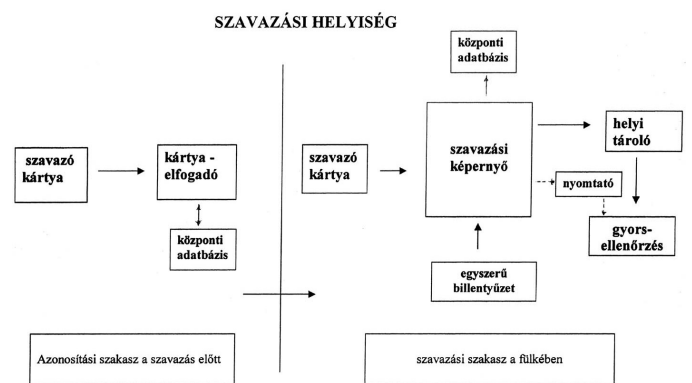 SZAVAZÁSI HELYISÉG
szavazó
kártya
kártya -
elfogadó
központi
adatbázis
Azonosítási szakasz a szavazás előtt
központi
adatbázis
szavazó
kártya
szavazási
képernyő
helyi
tároló
nyomtató
gyors-
ellenőrzés
egyszerű
billentyűzet
szavazási szakasz a fülkében